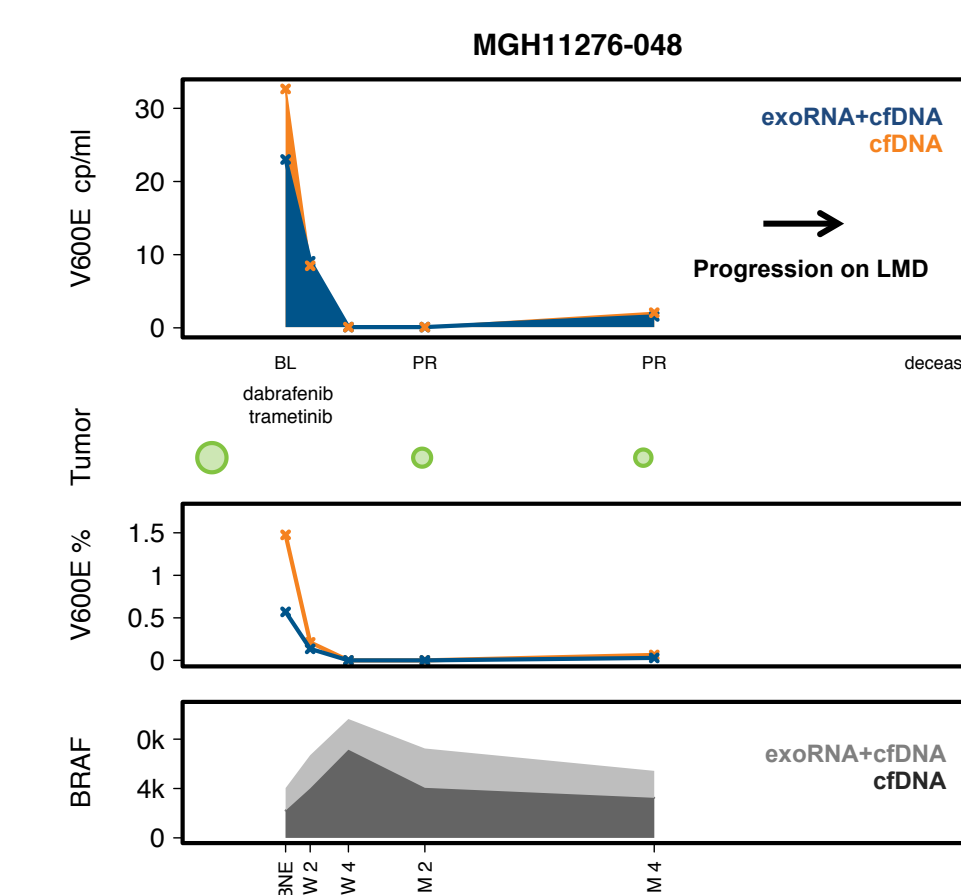 MGH11276-048
V600E cp/ml
30
20
10
0
exoRNA+cfDNA
cfDNA
Progression on LMD
BL
PR
PR
deceas
dabrafenib
trametinib
Tumor
V600E %
1.5
1
0.5
0
BRAF
0k
4k
0
exoRNA+cfDNA
cfDNA
BNE
W 2
W 4
M 2
M 4